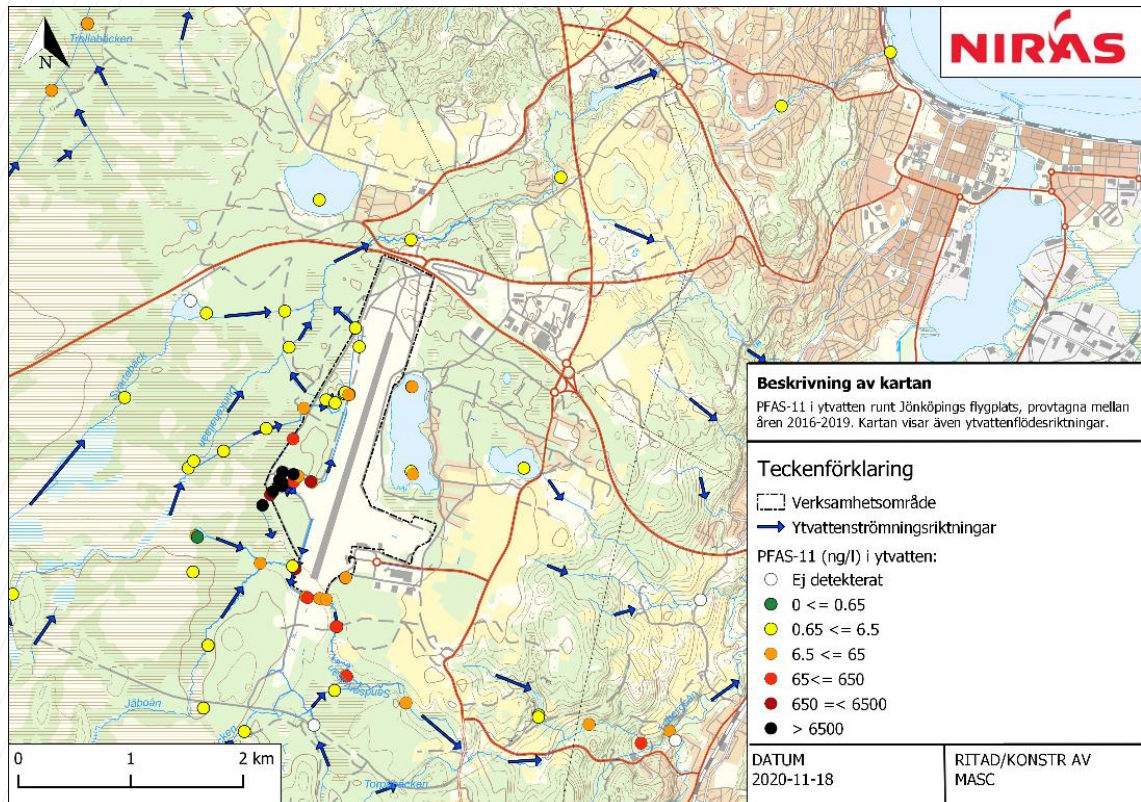 Trollabäcken
N
NIRAS
Svartebäck
Dunkehallaån
Beskrivning av kartan
PFAS-11 i ytvatten runt Jönköpings flygplats, provtagna mellan
åren 2016-2019. Kartan visar även ytvattenflödesriktningar.
Teckenförklaring
Verksamhetsområde
Ytvattenströmningsriktningar
PFAS-11 (ng/l) i ytvatten:
Ej detekterat
0 <= 0.65
0.65 <= 6.5
6.5 <= 65
65<= 650
650 =< 6500
> 6500
Jäboån
0 1 2 km
DATUM
2020-11-18
RITAD/KONSTR AV
MASC